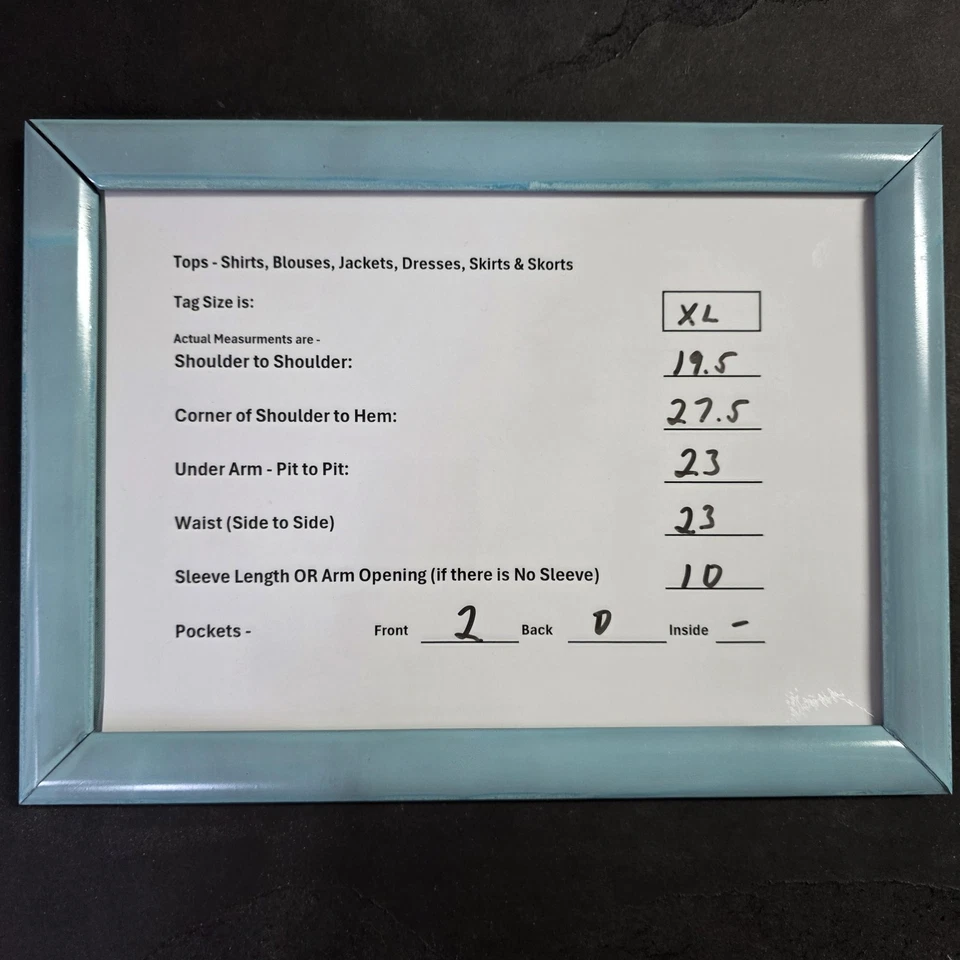 Tops - Shirts, Blouses, Jackets, Dresses, Skirts & Skorts
Tag Size is: XL
Actual Measurments are -
Shoulder to Shoulder: 19.5
Corner of Shoulder to Hem: 27.5
Under Arm - Pit to Pit: 23
Waist (Side to Side) 23
Sleeve Length OR Arm Opening (if there is No Sleeve) 10
Pockets - Front 2 Back 0 Inside -